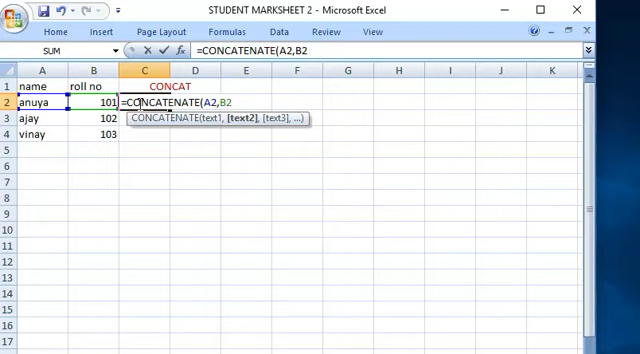 STUDENT MARKSHEET 2 - Microsoft Excel
Home Insert Page Layout Formulas Data Review View
SUM =CONCATENATE(A2,B2
A B C D E F G H I J K
1 name roll no CONCAT
2 anuya 101 =CONCATENATE(A2,B2
3 ajay 102 CONCATENATE(text1, [text2], [text3], ...)
4 vinay 103
5
6
7
8
9
10
11
12
13
14
15
16
17